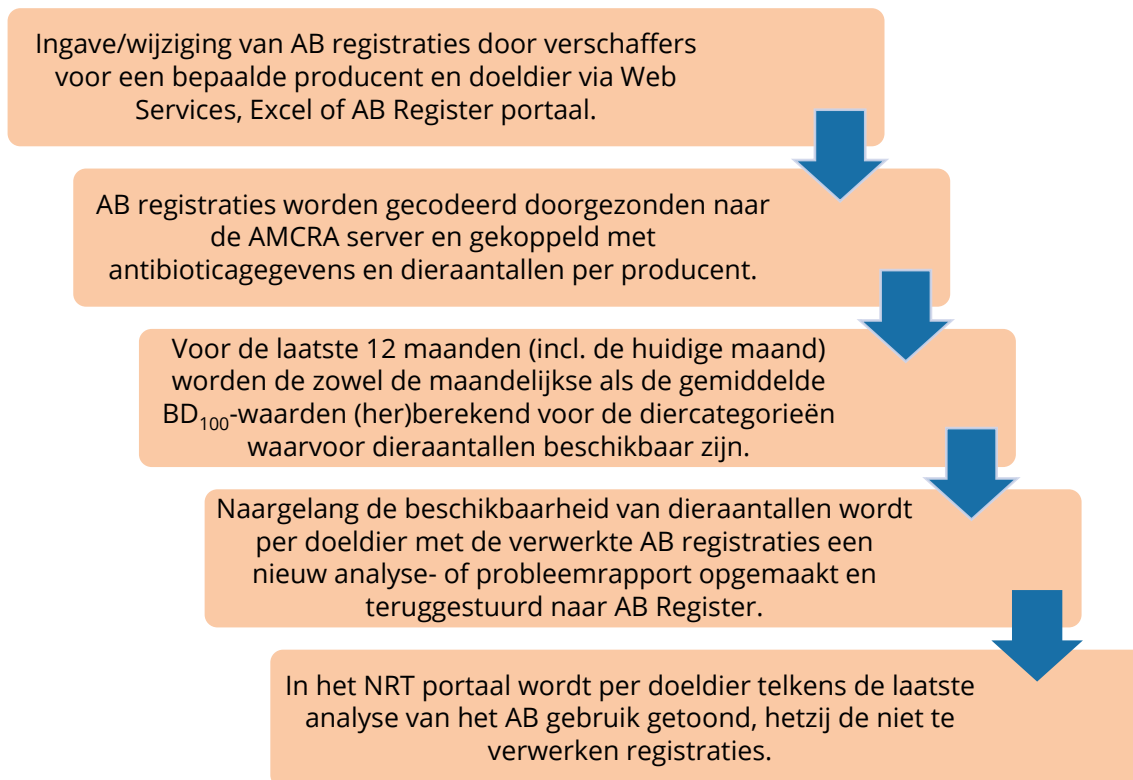 Ingave/wijziging van AB registraties door verschaffers
voor een bepaalde producent en doeldier via Web
Services, Excel of AB Register portaal.
AB registraties worden gecodeerd doorgezonden naar
de AMCRA server en gekoppeld met
antibioticagegevens en dieraantallen per producent.
Voor de laatste 12 maanden (incl. de huidige maand)
worden de zowel de maandelijkse als de gemiddelde
BD₁₀₀-waarden (her)berekend voor de diercategorieën
waarvoor dieraantallen beschikbaar zijn.
Naargelang de beschikbaarheid van dieraantallen wordt
per doeldier met de verwerkte AB registraties een
nieuw analyse- of probleemrapport opgemaakt en
teruggestuurd naar AB Register.
In het NRT portaal wordt per doeldier telkens de laatste
analyse van het AB gebruik getoond, hetzij de niet te
verwerken registraties.